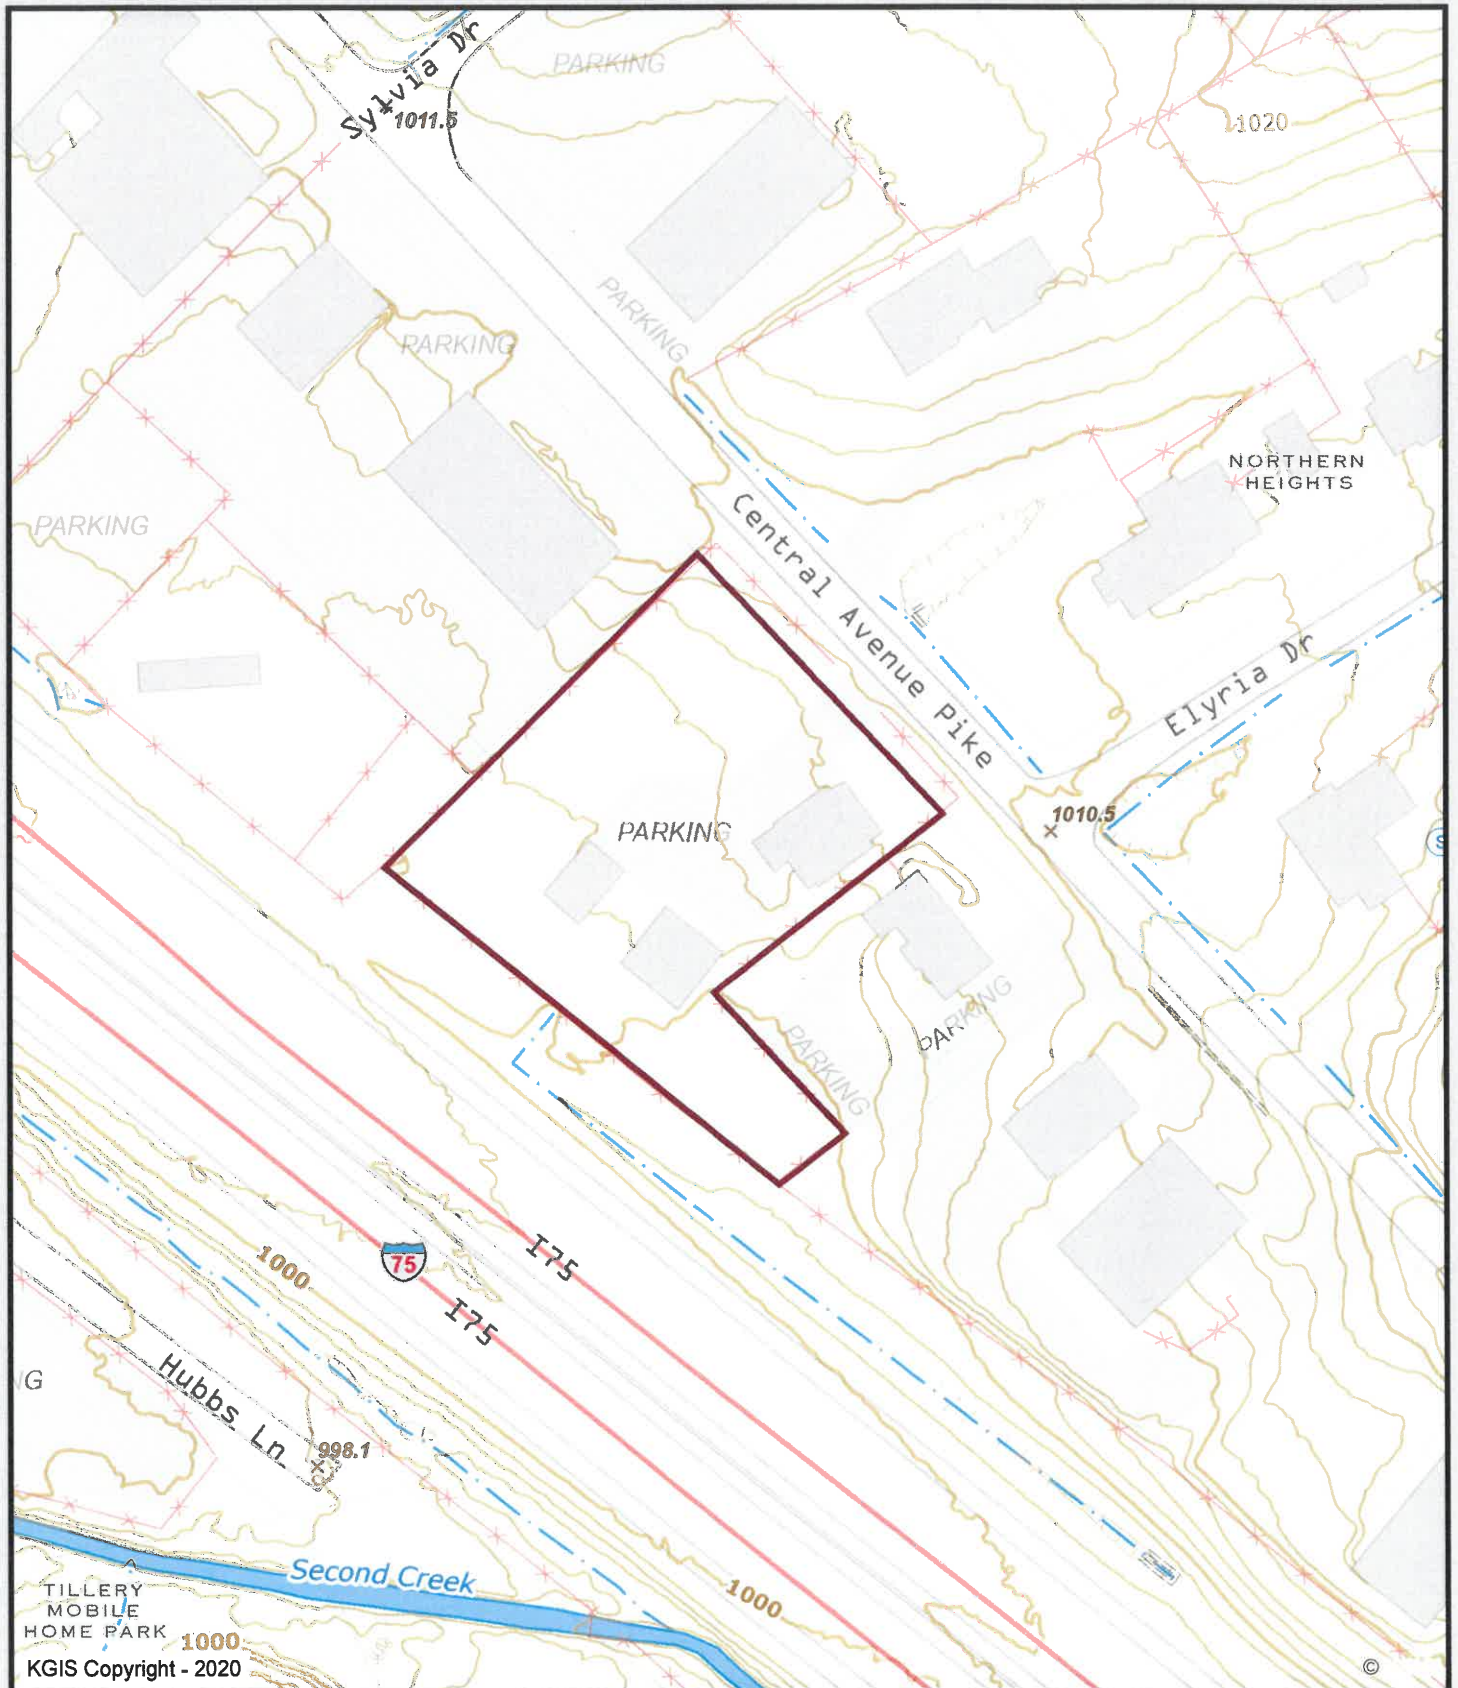 Sylvia Dr
PARKING
1011.5
1020
PARKING
PARKING
NORTHERN
HEIGHTS
PARKING
Central Avenue Pike
Elyria Dr
PARKING
1010.5
S
PARKING
PARKING
1000
75
I75
I75
NG
Hubbs Ln
998.1
Second Creek
TILLERY
MOBILE
HOME PARK
1000
1000
KGIS Copyright - 2020
©